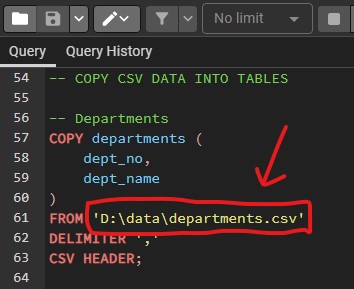 No limit
Query
Query History
54 -- COPY CSV DATA INTO TABLES
55
56 -- Departments
57 COPY departments (
58 dept_no,
59 dept_name
60 )
61 FROM 'D:\data\departments.csv'
62 DELIMITER ','
63 CSV HEADER;
64